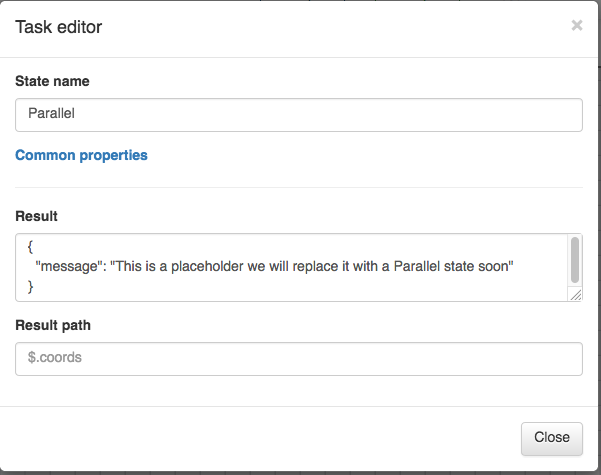 Task editor
×
State name
Parallel
Common properties
Result
{
"message": "This is a placeholder we will replace it with a Parallel state soon"
}
Result path
$.coords
Close